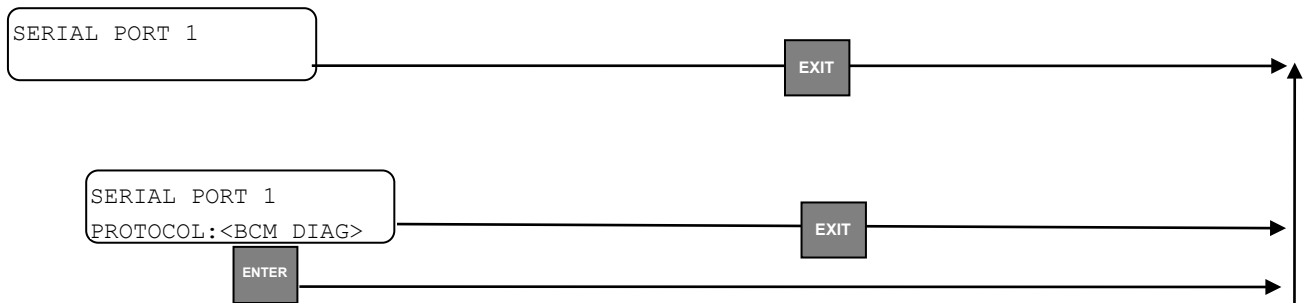 SERIAL PORT 1
EXIT
SERIAL PORT 1
PROTOCOL:<BCM DIAG>
EXIT
ENTER